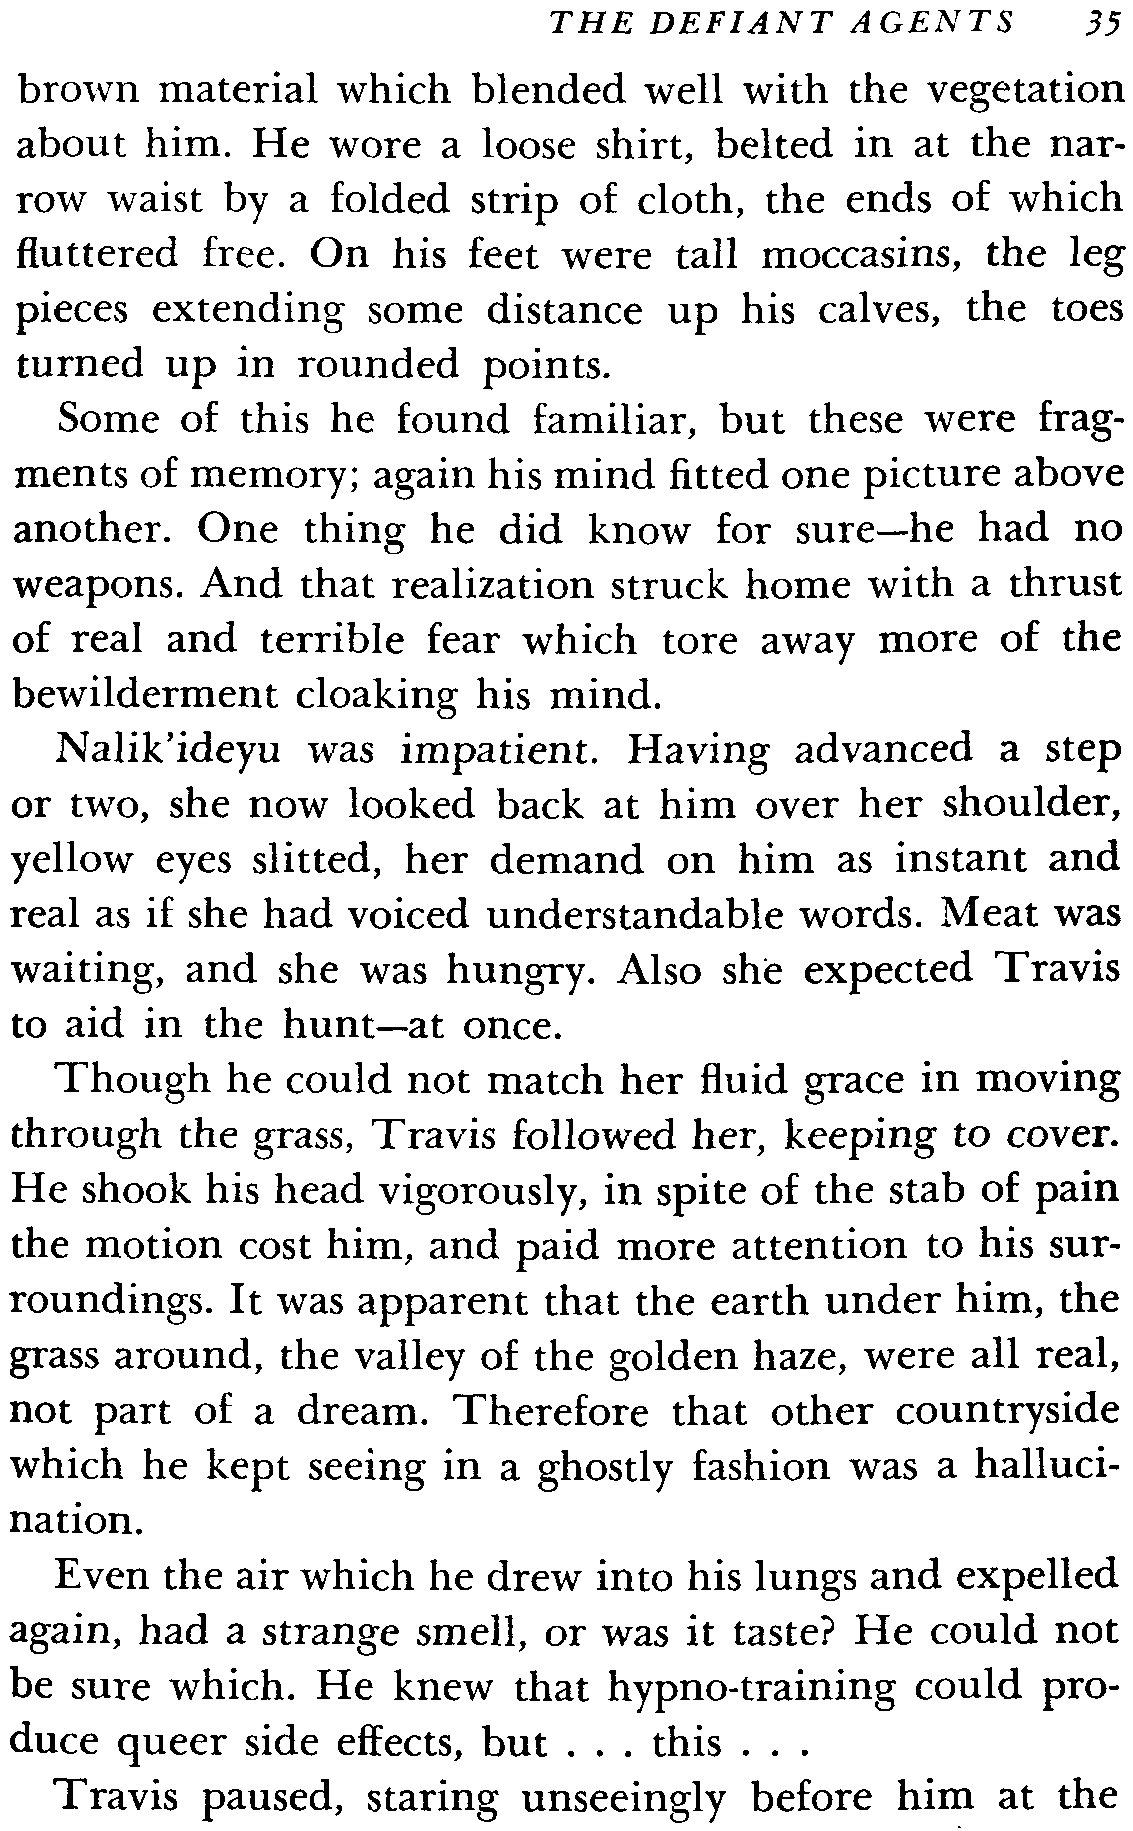 THE DEFIANT AGENTS 35
brown material which blended well with the vegetation
about him. He wore a loose shirt, belted in at the nar-
row waist by a folded strip of cloth, the ends of which
fluttered free. On his feet were tall moccasins, the leg
pieces extending some distance up his calves, the toes
turned up in rounded points.
Some of this he found familiar, but these were frag-
ments of memory; again his mind fitted one picture above
another. One thing he did know for sure—he had no
weapons. And that realization struck home with a thrust
of real and terrible fear which tore away more of the
bewilderment cloaking his mind.
Nalik'ideyu was impatient. Having advanced a step
or two, she now looked back at him over her shoulder,
yellow eyes slitted, her demand on him as instant and
real as if she had voiced understandable words. Meat was
waiting, and she was hungry. Also she expected Travis
to aid in the hunt—at once.
Though he could not match her fluid grace in moving
through the grass, Travis followed her, keeping to cover.
He shook his head vigorously, in spite of the stab of pain
the motion cost him, and paid more attention to his sur-
roundings. It was apparent that the earth under him, the
grass around, the valley of the golden haze, were all real,
not part of a dream. Therefore that other countryside
which he kept seeing in a ghostly fashion was a halluci-
nation.
Even the air which he drew into his lungs and expelled
again, had a strange smell, or was it taste? He could not
be sure which. He knew that hypno-training could pro-
duce queer side effects, but . . . this . . .
Travis paused, staring unseeingly before him at the